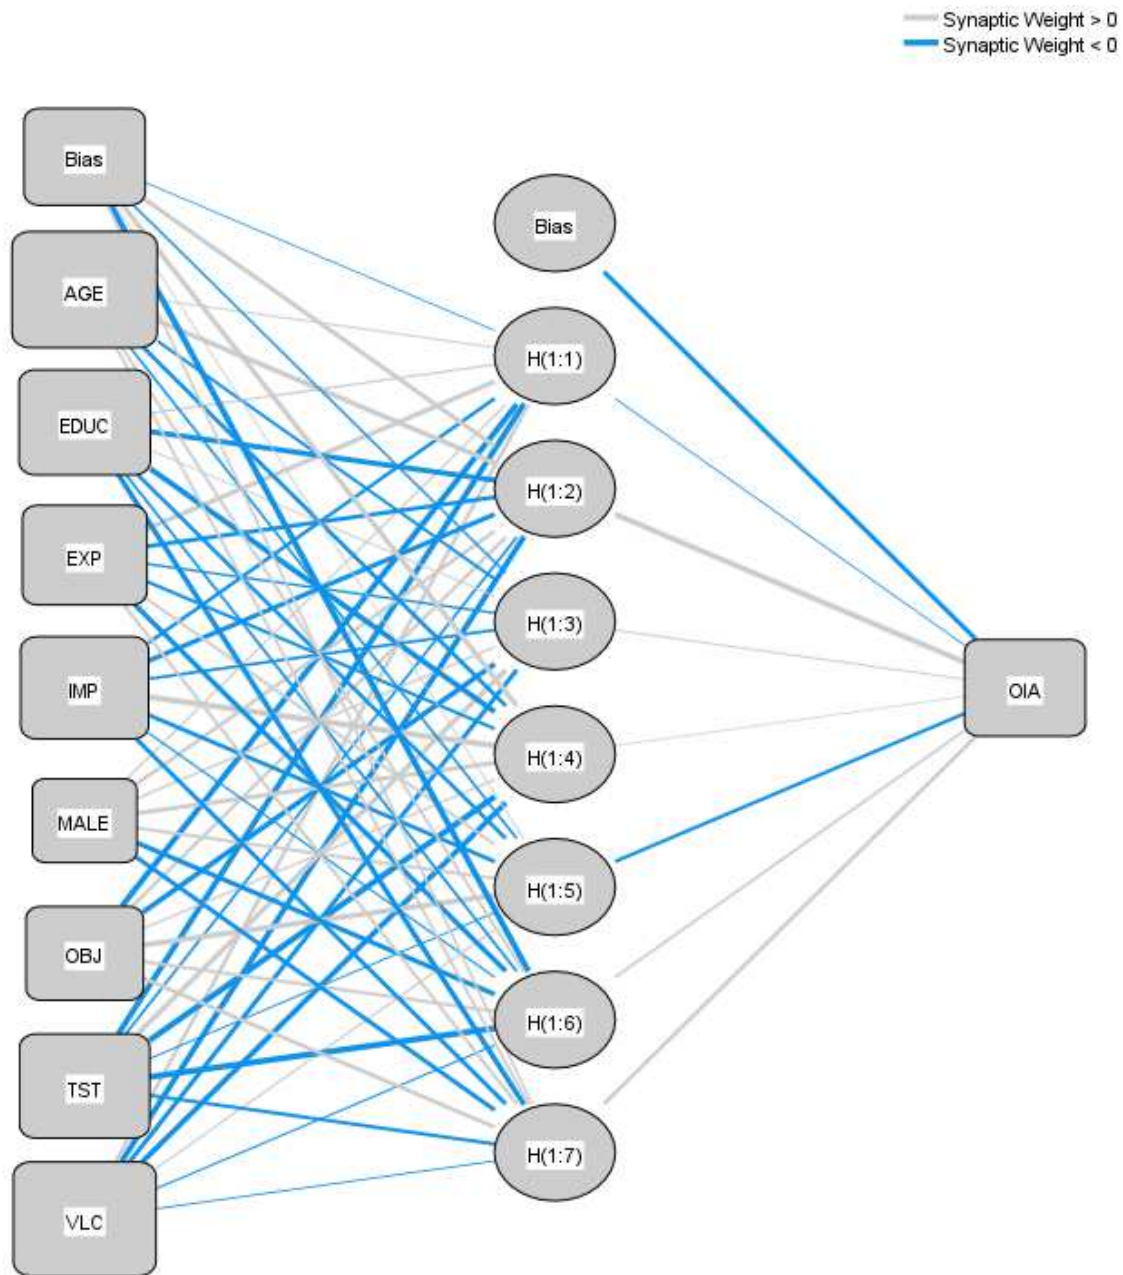 Synaptic Weight > 0
Synaptic Weight < 0
Bias
AGE
EDUC
EXP
IMP
MALE
OBJ
TST
VLC
Bias
H(1:1)
H(1:2)
H(1:3)
H(1:4)
H(1:5)
H(1:6)
H(1:7)
OIA